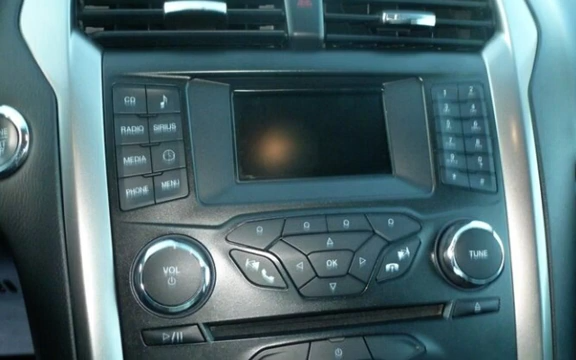 CD
RADIO SIRIUS
MEDIA
PHONE MENU
VOL
OK
TUNE